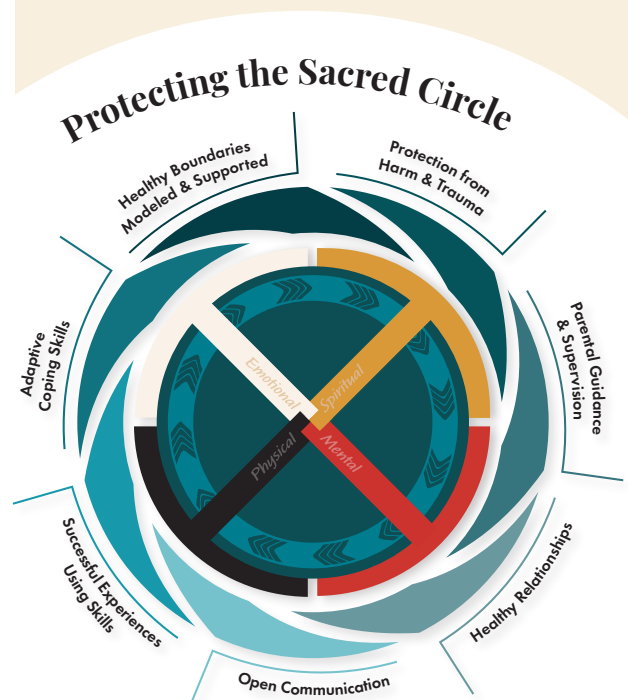 Protecting the Sacred Circle
Healthy Boundaries
Modeled & Supported
Protection from
Harm & Trauma
Parental Guidance
& Supervision
Healthy Relationships
Open Communication
Successful Experiences
Using Skills
Adaptive
Coping Skills
Emotional
Spiritual
Physical
Mental